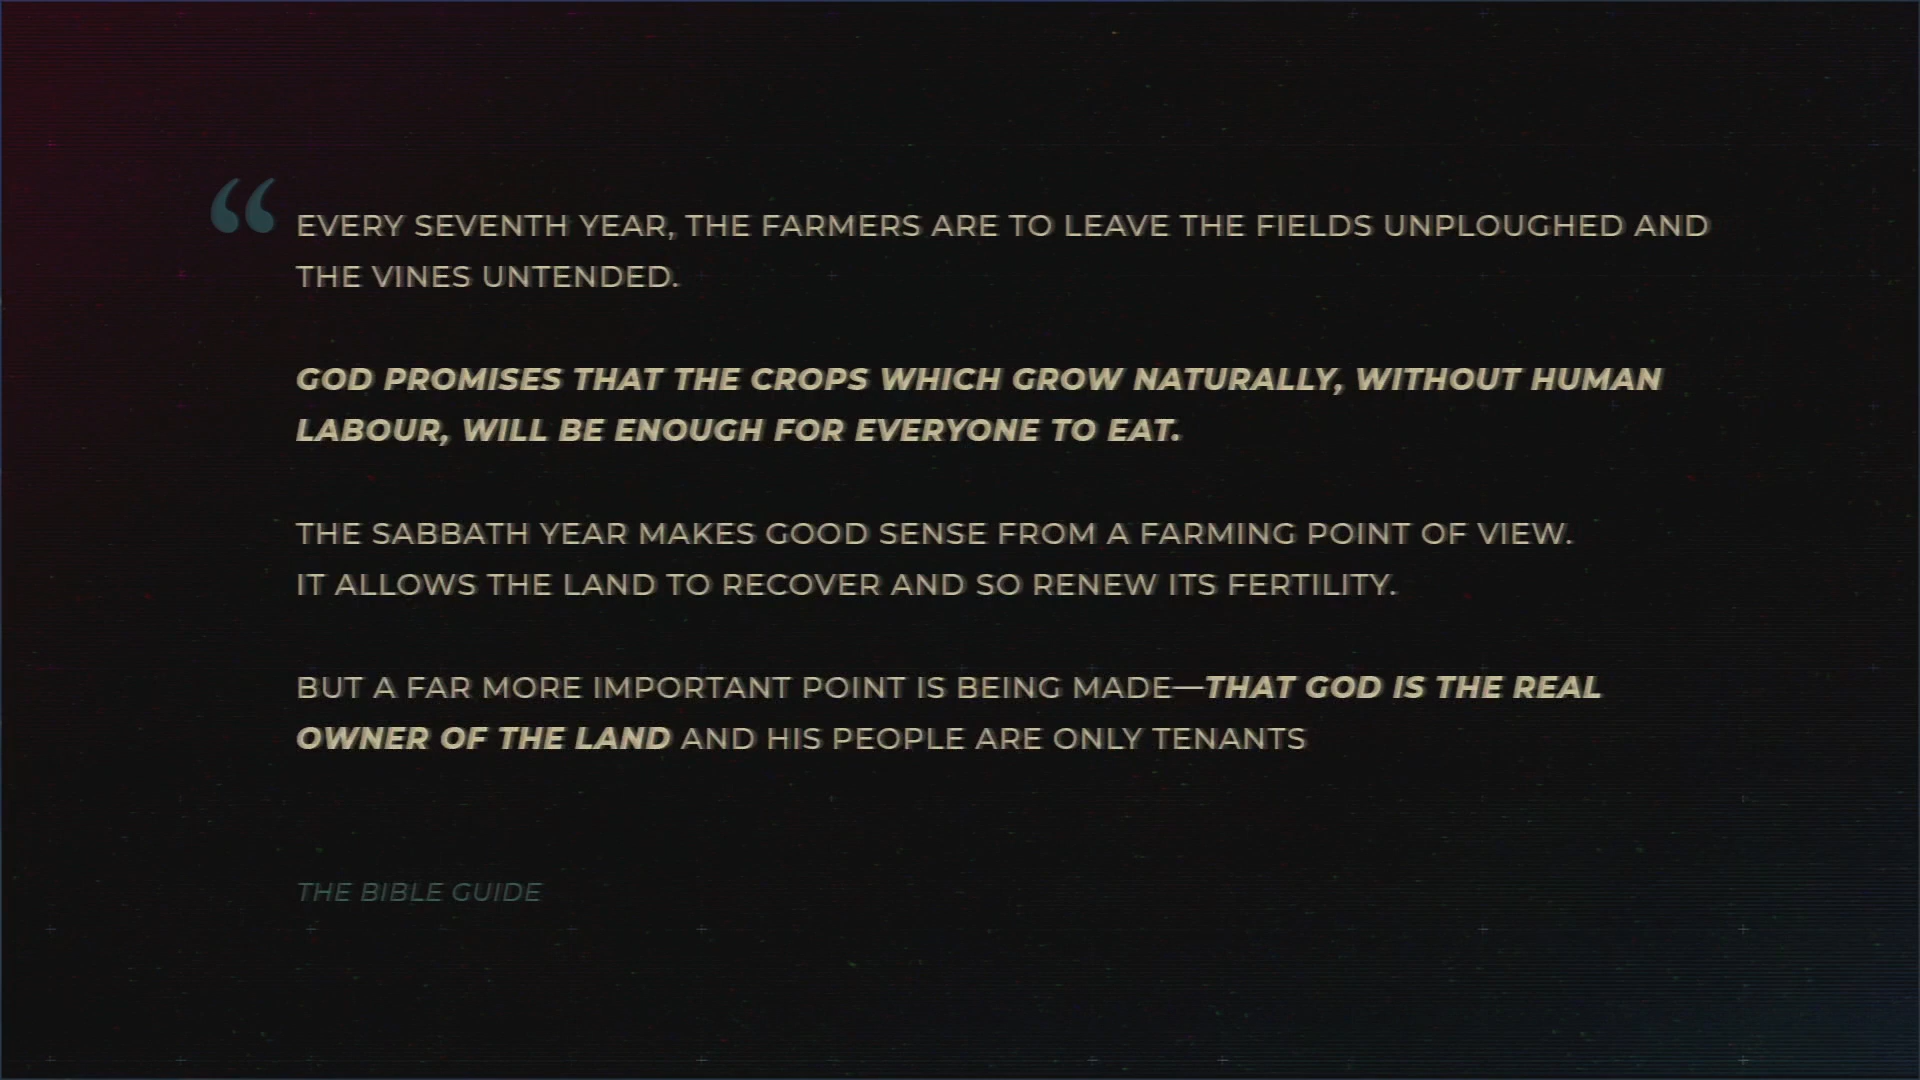 “ EVERY SEVENTH YEAR, THE FARMERS ARE TO LEAVE THE FIELDS UNPLOUGHED AND
THE VINES UNTENDED.
GOD PROMISES THAT THE CROPS WHICH GROW NATURALLY, WITHOUT HUMAN
LABOUR, WILL BE ENOUGH FOR EVERYONE TO EAT.
THE SABBATH YEAR MAKES GOOD SENSE FROM A FARMING POINT OF VIEW.
IT ALLOWS THE LAND TO RECOVER AND SO RENEW ITS FERTILITY.
BUT A FAR MORE IMPORTANT POINT IS BEING MADE—THAT GOD IS THE REAL
OWNER OF THE LAND AND HIS PEOPLE ARE ONLY TENANTS
THE BIBLE GUIDE